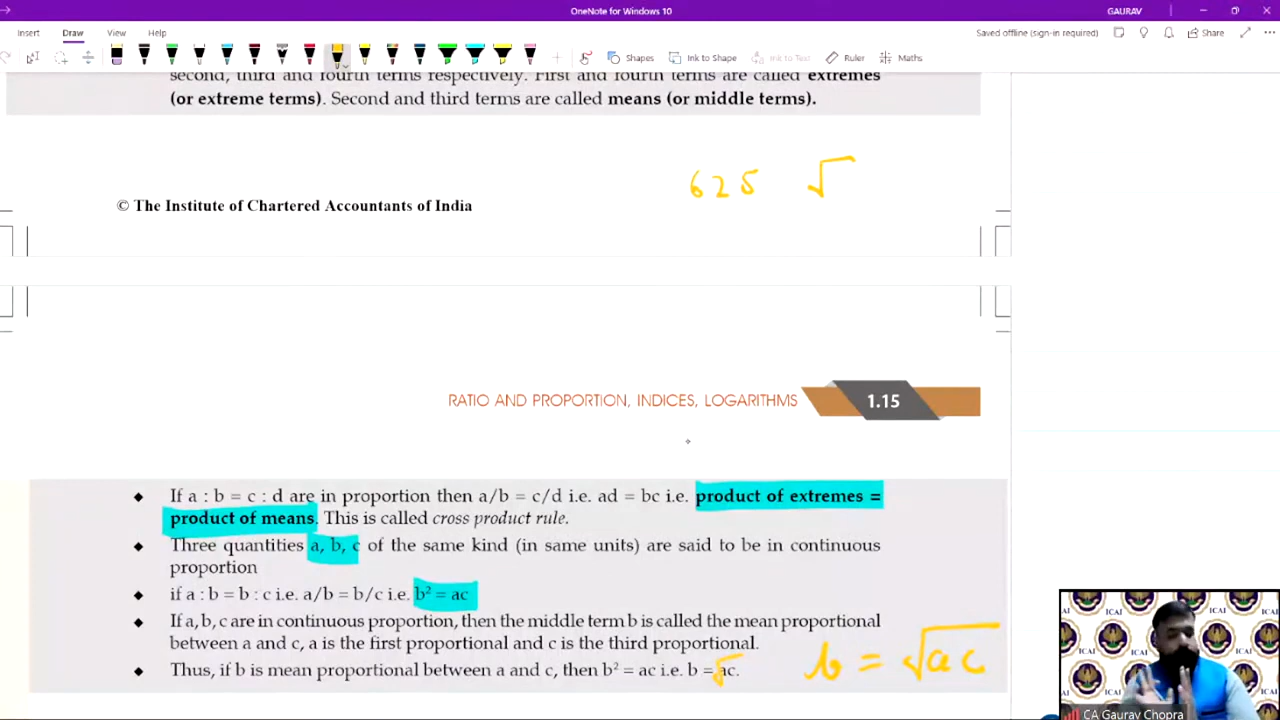 OneNote for Windows 10
GAURAV
Insert
Draw
View
Help
Saved offline (sign-in required)
Share
Shapes
Ink to Shape
Ink to Text
Ruler
Maths
second, third and fourth terms respectively. First and fourth terms are called extremes
(or extreme terms). Second and third terms are called means (or middle terms).
625 √
© The Institute of Chartered Accountants of India
RATIO AND PROPORTION, INDICES, LOGARITHMS
1.15
◆ If a : b = c : d are in proportion then a/b = c/d i.e. ad = bc i.e. product of extremes =
product of means. This is called cross product rule.
◆ Three quantities a, b, c of the same kind (in same units) are said to be in continuous
proportion
◆ if a : b = b : c i.e. a/b = b/c i.e. b² = ac
◆ If a, b, c are in continuous proportion, then the middle term b is called the mean proportional
between a and c, a is the first proportional and c is the third proportional.
◆ Thus, if b is mean proportional between a and c, then b² = ac i.e. b = √ac.
b = √ac
ICAI
ICAI
ICAI
ICAI
CA Gaurav Chopra